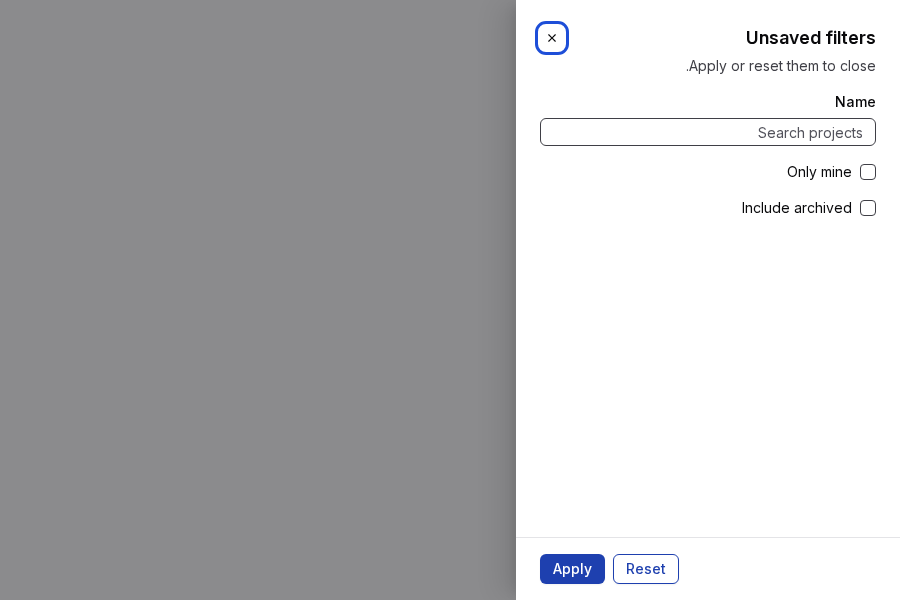 Unsaved filters
.Apply or reset them to close
Name
Search projects
Only mine
Include archived
Apply
Reset